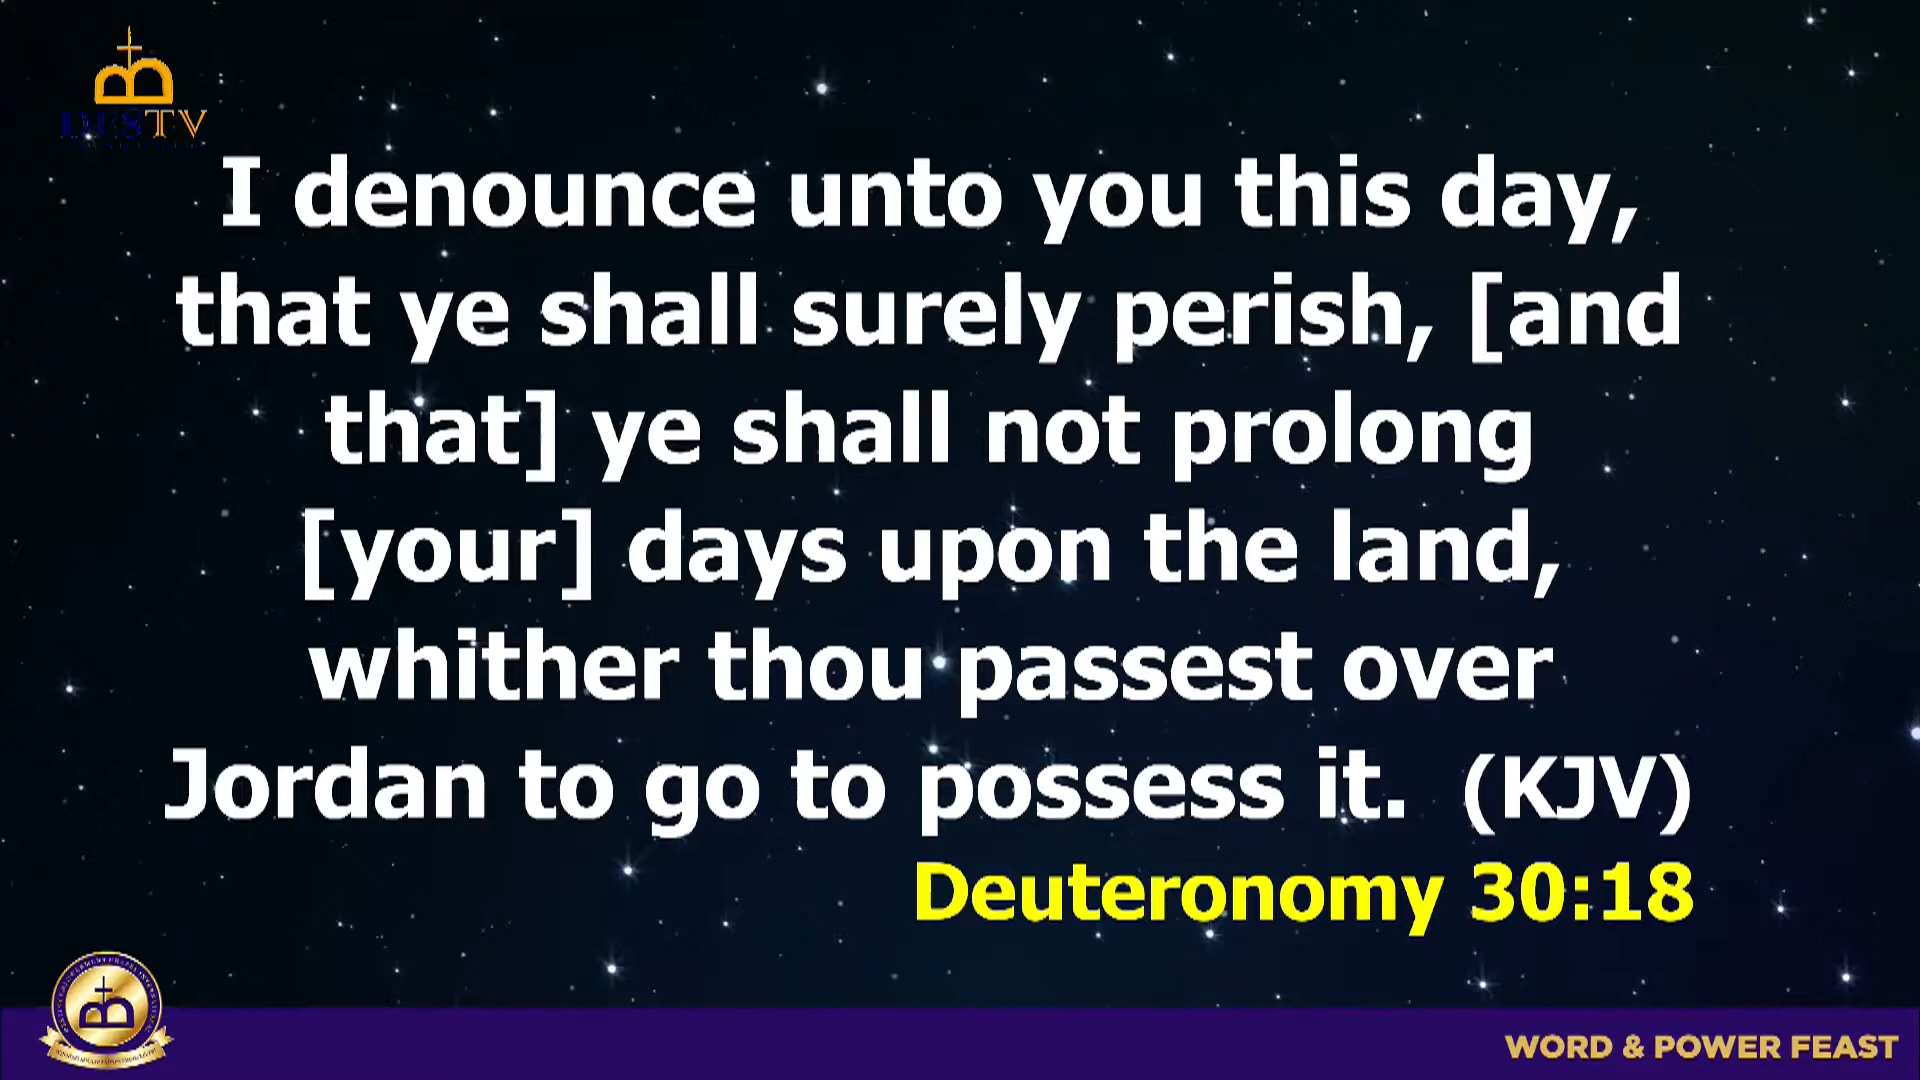 DESTV
I denounce unto you this day,
that ye shall surely perish, [and
that] ye shall not prolong
[your] days upon the land,
whither thou passest over
Jordan to go to possess it.  (KJV)
Deuteronomy 30:18
WORD & POWER FEAST